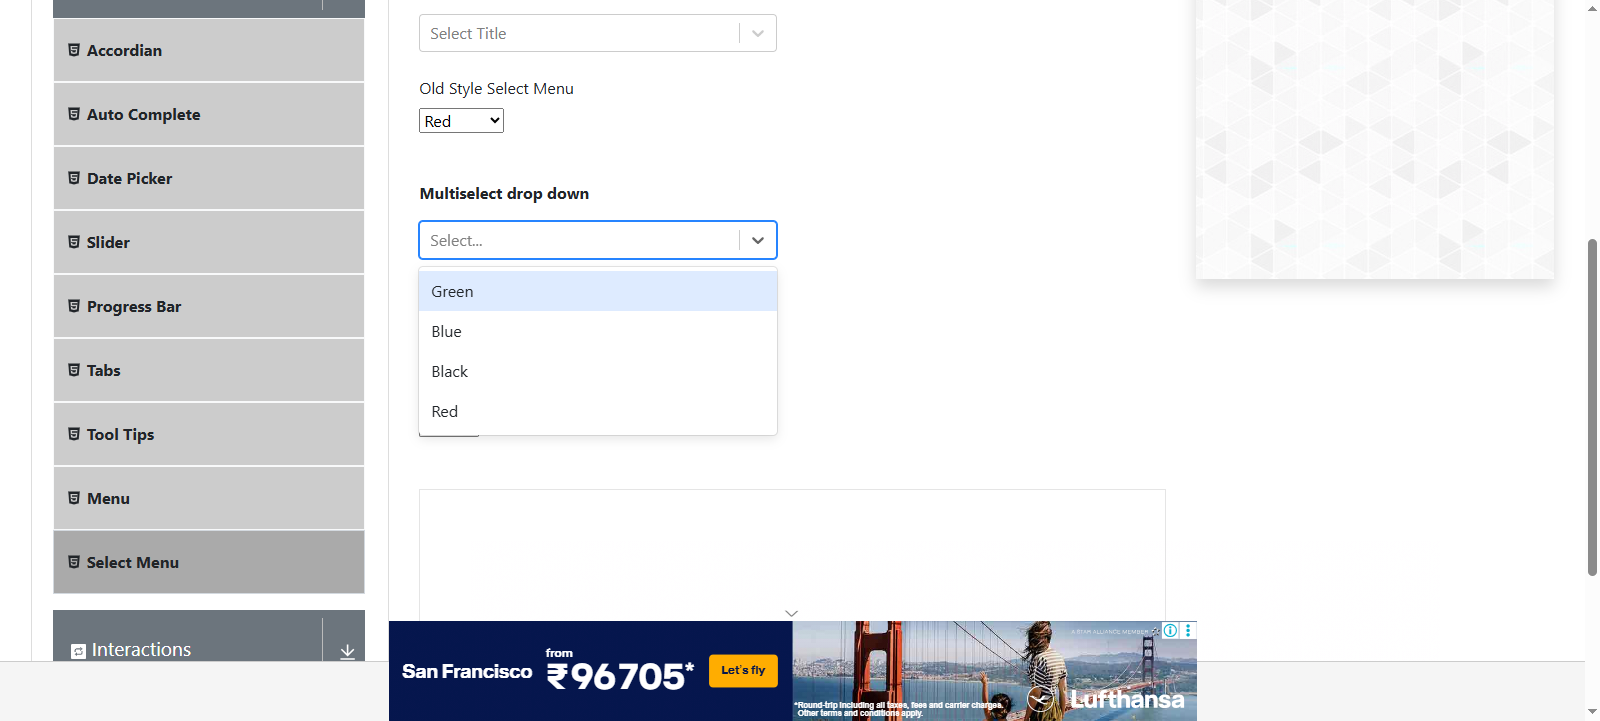 Accordian
Auto Complete
Date Picker
Slider
Progress Bar
Tabs
Tool Tips
Menu
Select Menu
Interactions
Select Title
Old Style Select Menu
Red
Multiselect drop down
Select...
Green
Blue
Black
Red
San Francisco
from
₹96705*
Let's fly
A STAR ALLIANCE MEMBER
*Round-trip including all taxes, fees and carrier charges.
Other terms and conditions apply.
Lufthansa